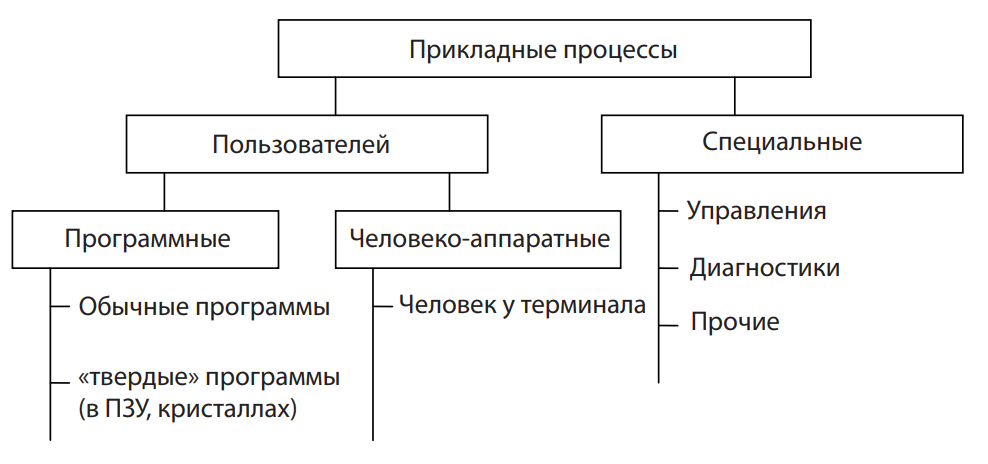 Прикладные процессы
Пользователей
Специальные
Программные
Человеко-аппаратные
Обычные программы
«твердые» программы
(в ПЗУ, кристаллах)
Человек у терминала
Управления
Диагностики
Прочие